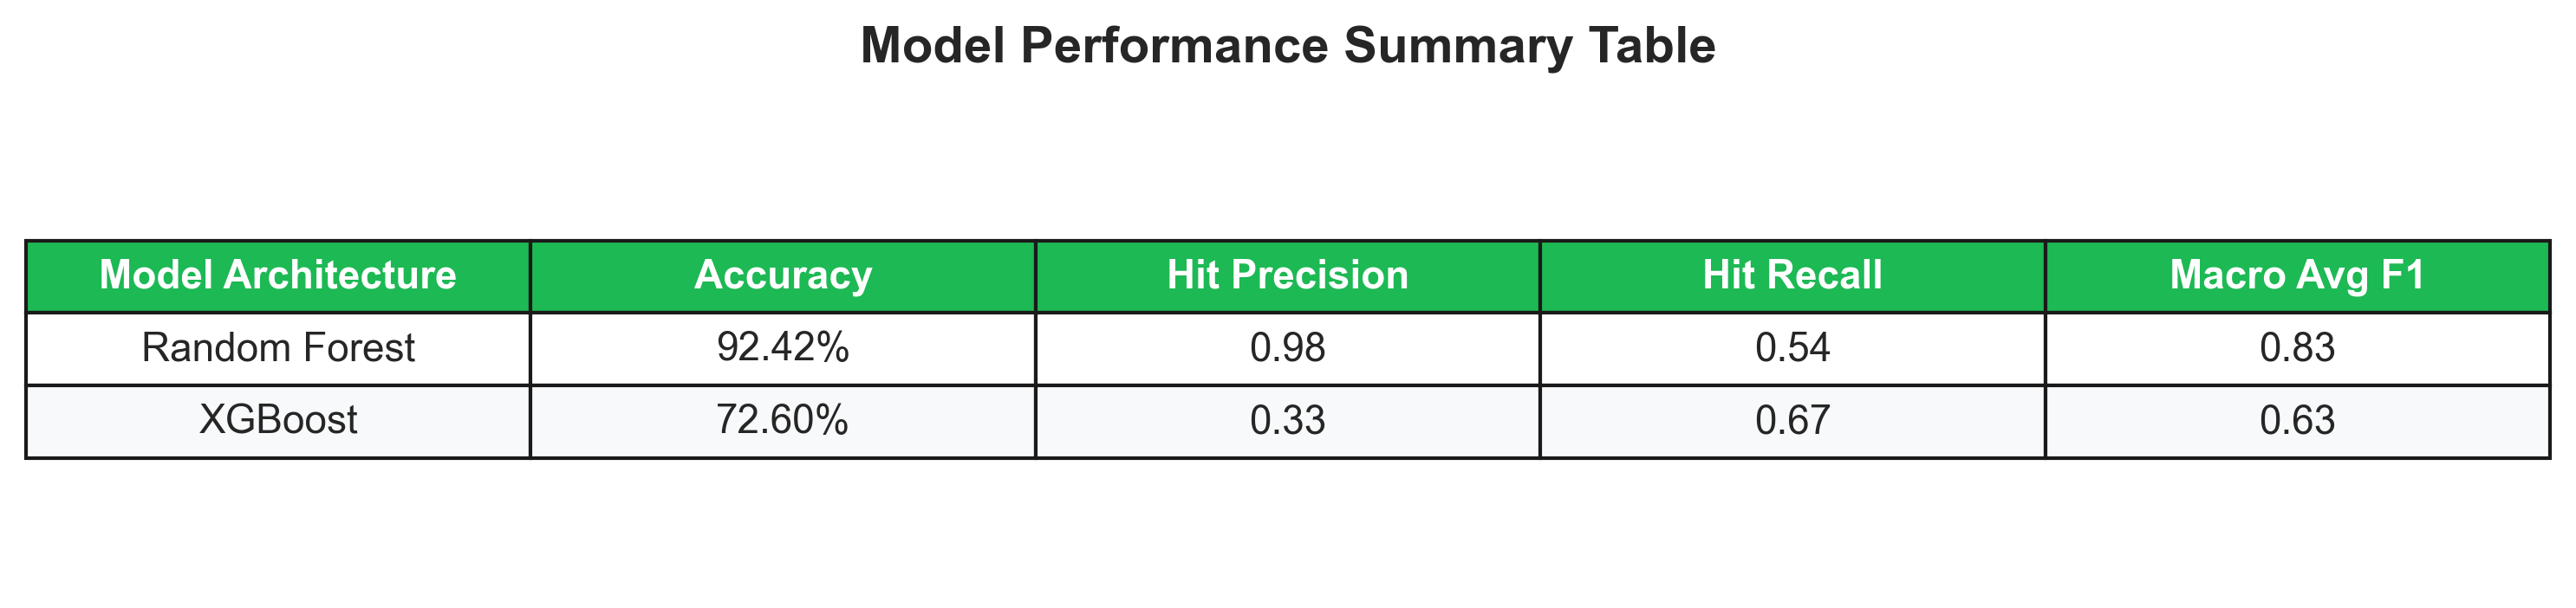 Model Performance Summary Table
Model Architecture Accuracy Hit Precision Hit Recall Macro Avg F1
Random Forest 92.42% 0.98 0.54 0.83
XGBoost 72.60% 0.33 0.67 0.63